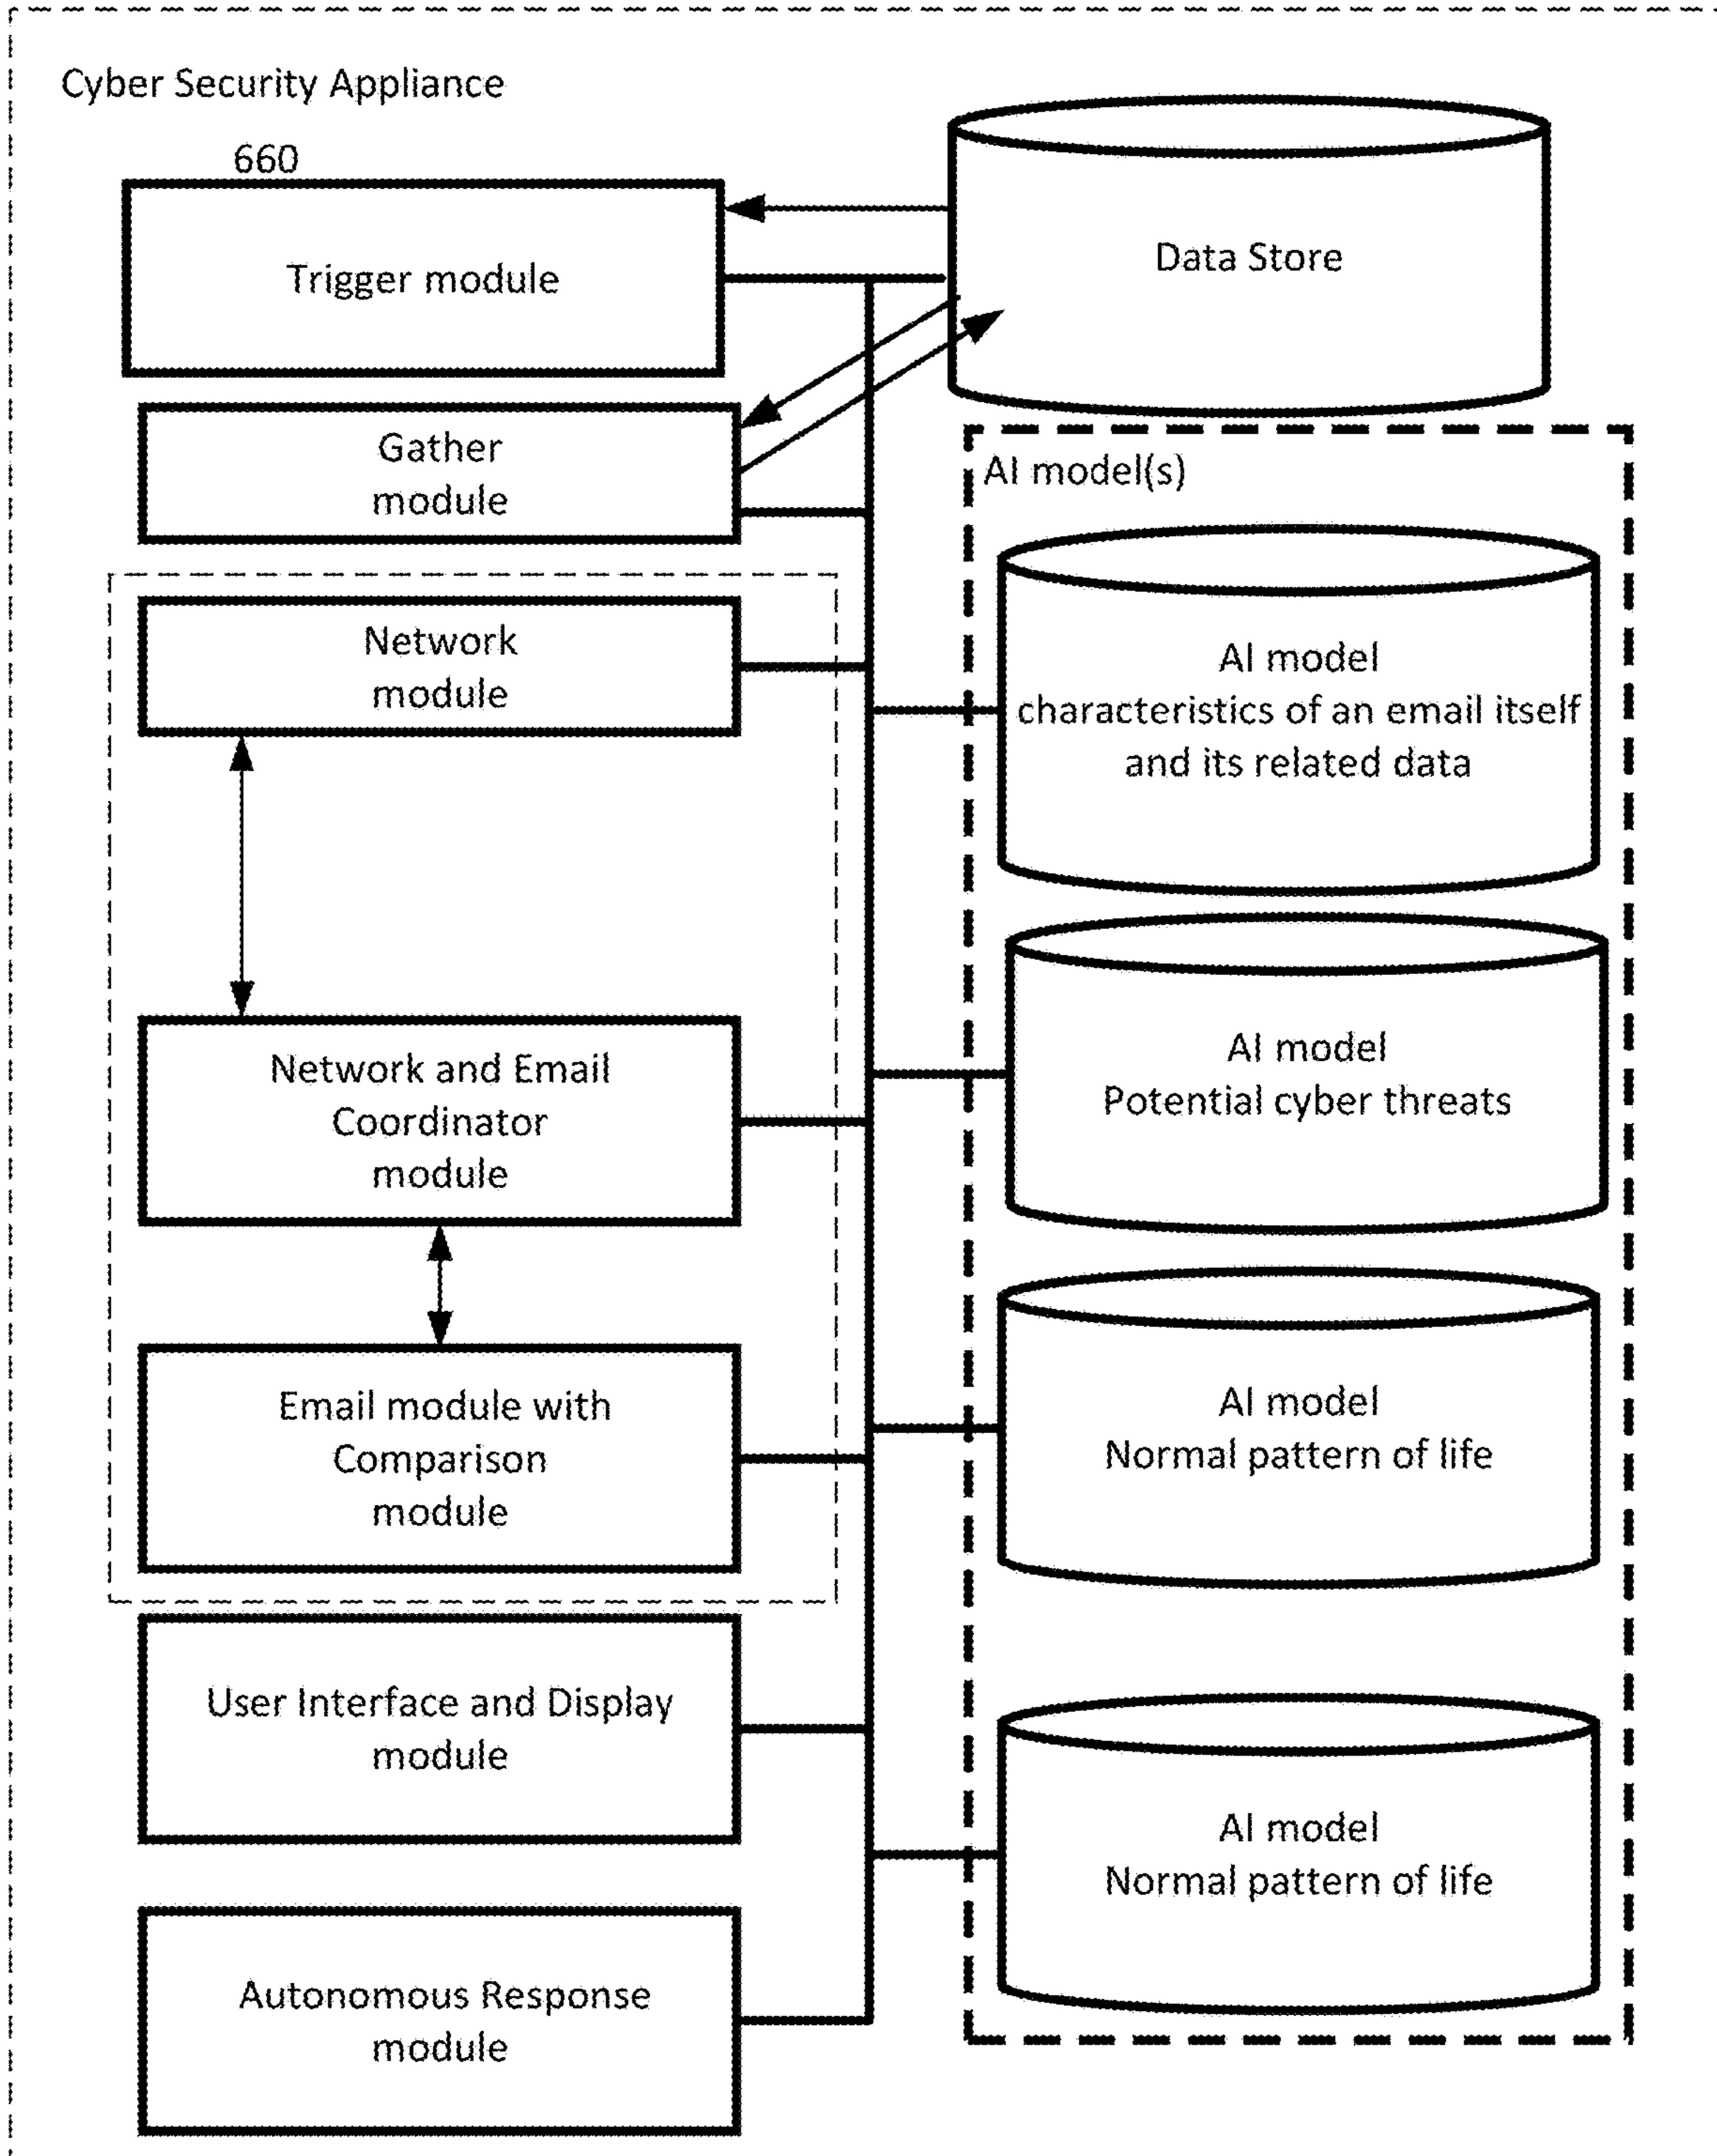 Cyber Security Appliance
660
Trigger module
Data Store
Gather
module
AI model(s)
Network
module
AI model
characteristics of an email itself
and its related data
Network and Email
Coordinator
module
AI model
Potential cyber threats
Email module with
Comparison
module
AI model
Normal pattern of life
User Interface and Display
module
AI model
Normal pattern of life
Autonomous Response
module